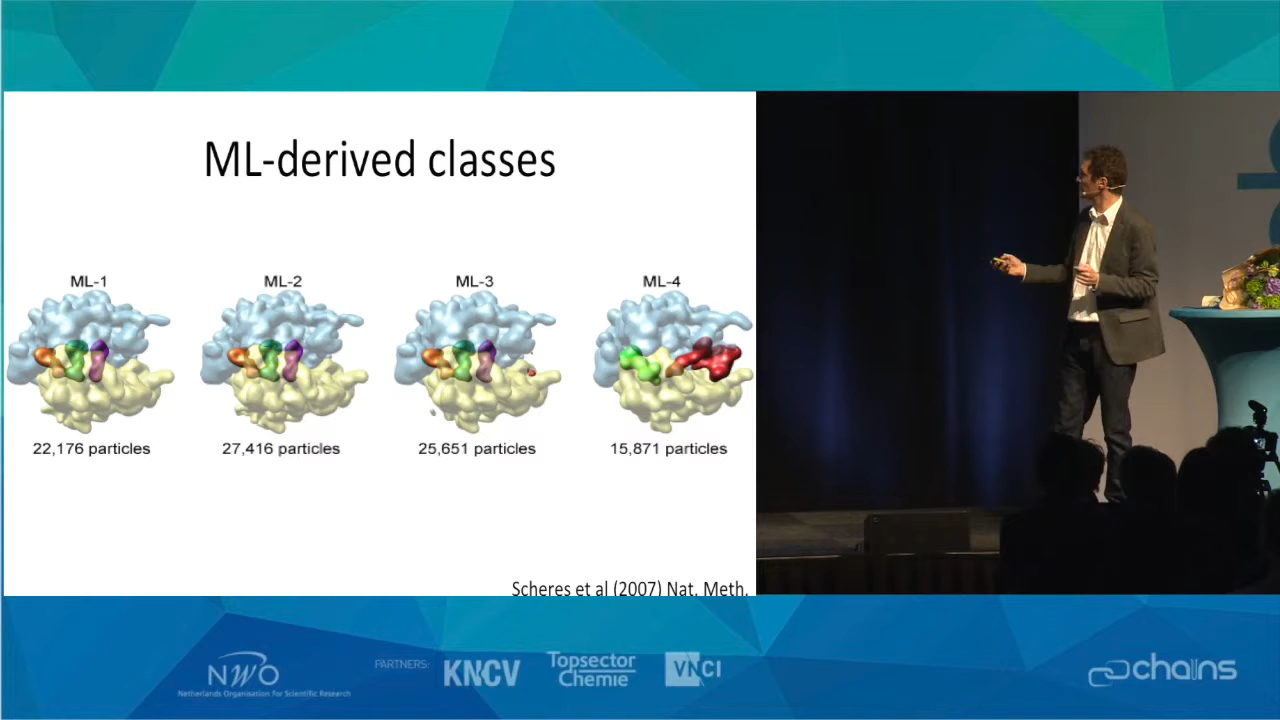 ML-derived classes
ML-1 ML-2 ML-3 ML-4
22,176 particles 27,416 particles 25,651 particles 15,871 particles
Scheres et al (2007) Nat. Meth.
NWO
Netherlands Organisation for Scientific Research
PARTNERS:
KNCV
Topsector
Chemie
VNCI
chains